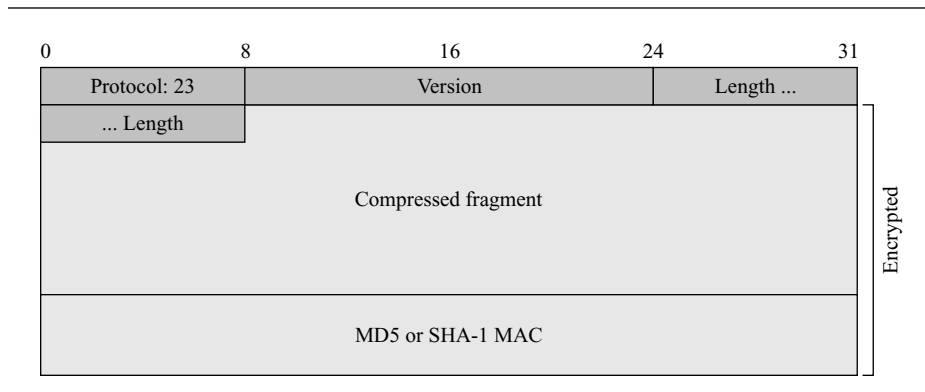 0 8 16 24 31
Protocol: 23 Version Length ...
... Length
Compressed fragment
Encrypted
MD5 or SHA-1 MAC